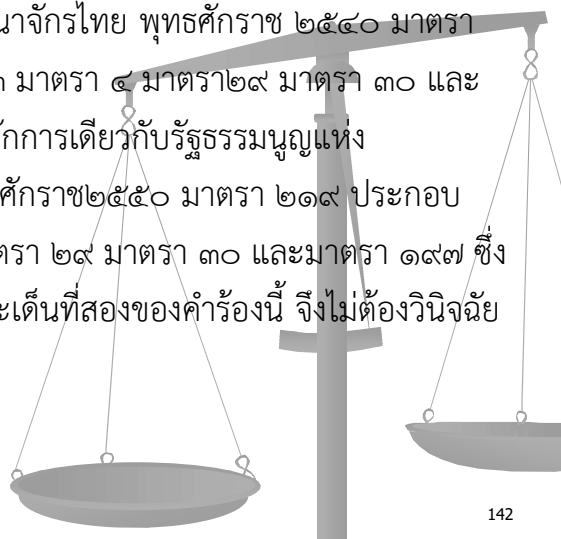 นาจักรไทย พุทธศักราช ๒๕๔๐ มาตรา
มาตรา ๔ มาตรา๒๙ มาตรา ๓๐ และ
ักการเดียวกับรัฐธรรมนูญแห่ง
ศักราช๒๕๕๐ มาตรา ๒๑๙ ประกอบ
ตรา ๒๙ มาตรา ๓๐ และมาตรา ๑๙๗ ซึ่ง
ะเด็นที่สองของคำร้องนี้ จึงไม่ต้องวินิจฉัย
142